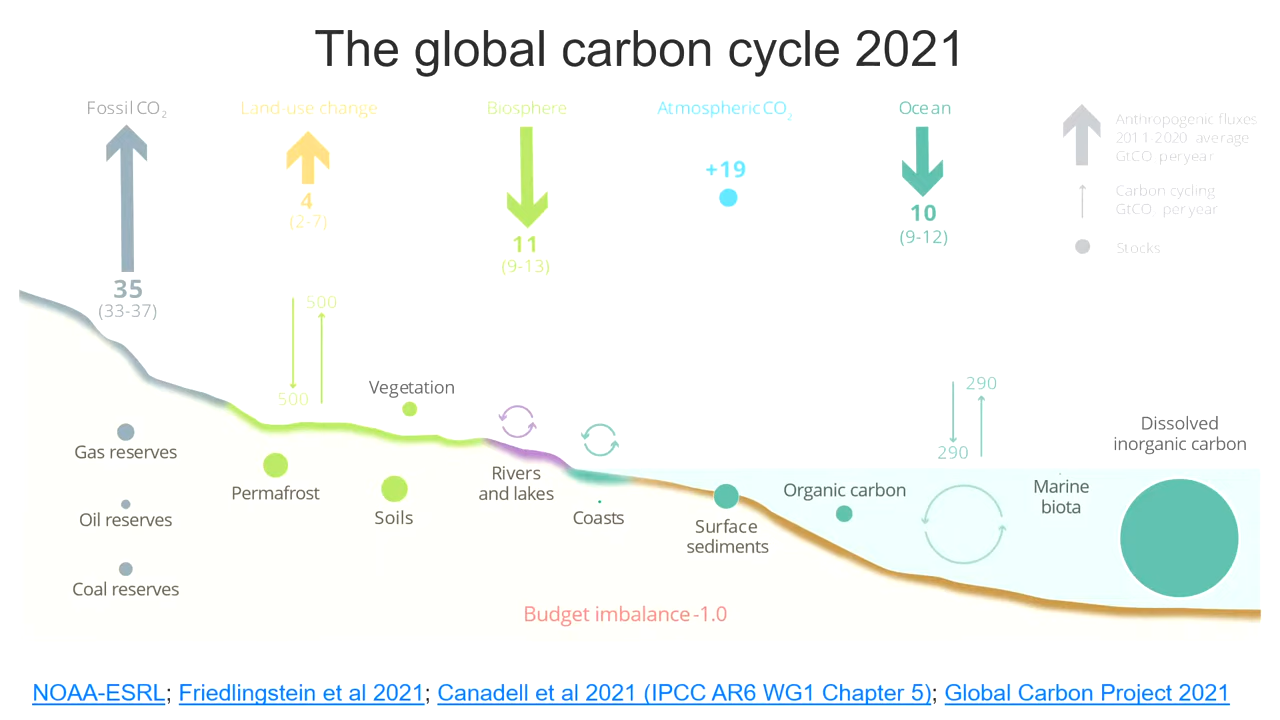 The global carbon cycle 2021
Fossil CO2
Land-use change
Biosphere
Atmospheric CO2
Ocean
Anthropogenic fluxes
2011-2020 average
GtCO2 per year
+19
4
(2-7)
Carbon cycling
GtCO2 per year
10
(9-12)
11
(9-13)
Stocks
35
(33-37)
500
500
Vegetation
290
290
Dissolved
inorganic carbon
Gas reserves
Permafrost
Rivers
and lakes
Organic carbon
Marine
biota
Oil reserves
Soils
Coasts
Surface
sediments
Coal reserves
Budget imbalance -1.0
NOAA-ESRL; Friedlingstein et al 2021; Canadell et al 2021 (IPCC AR6 WG1 Chapter 5); Global Carbon Project 2021